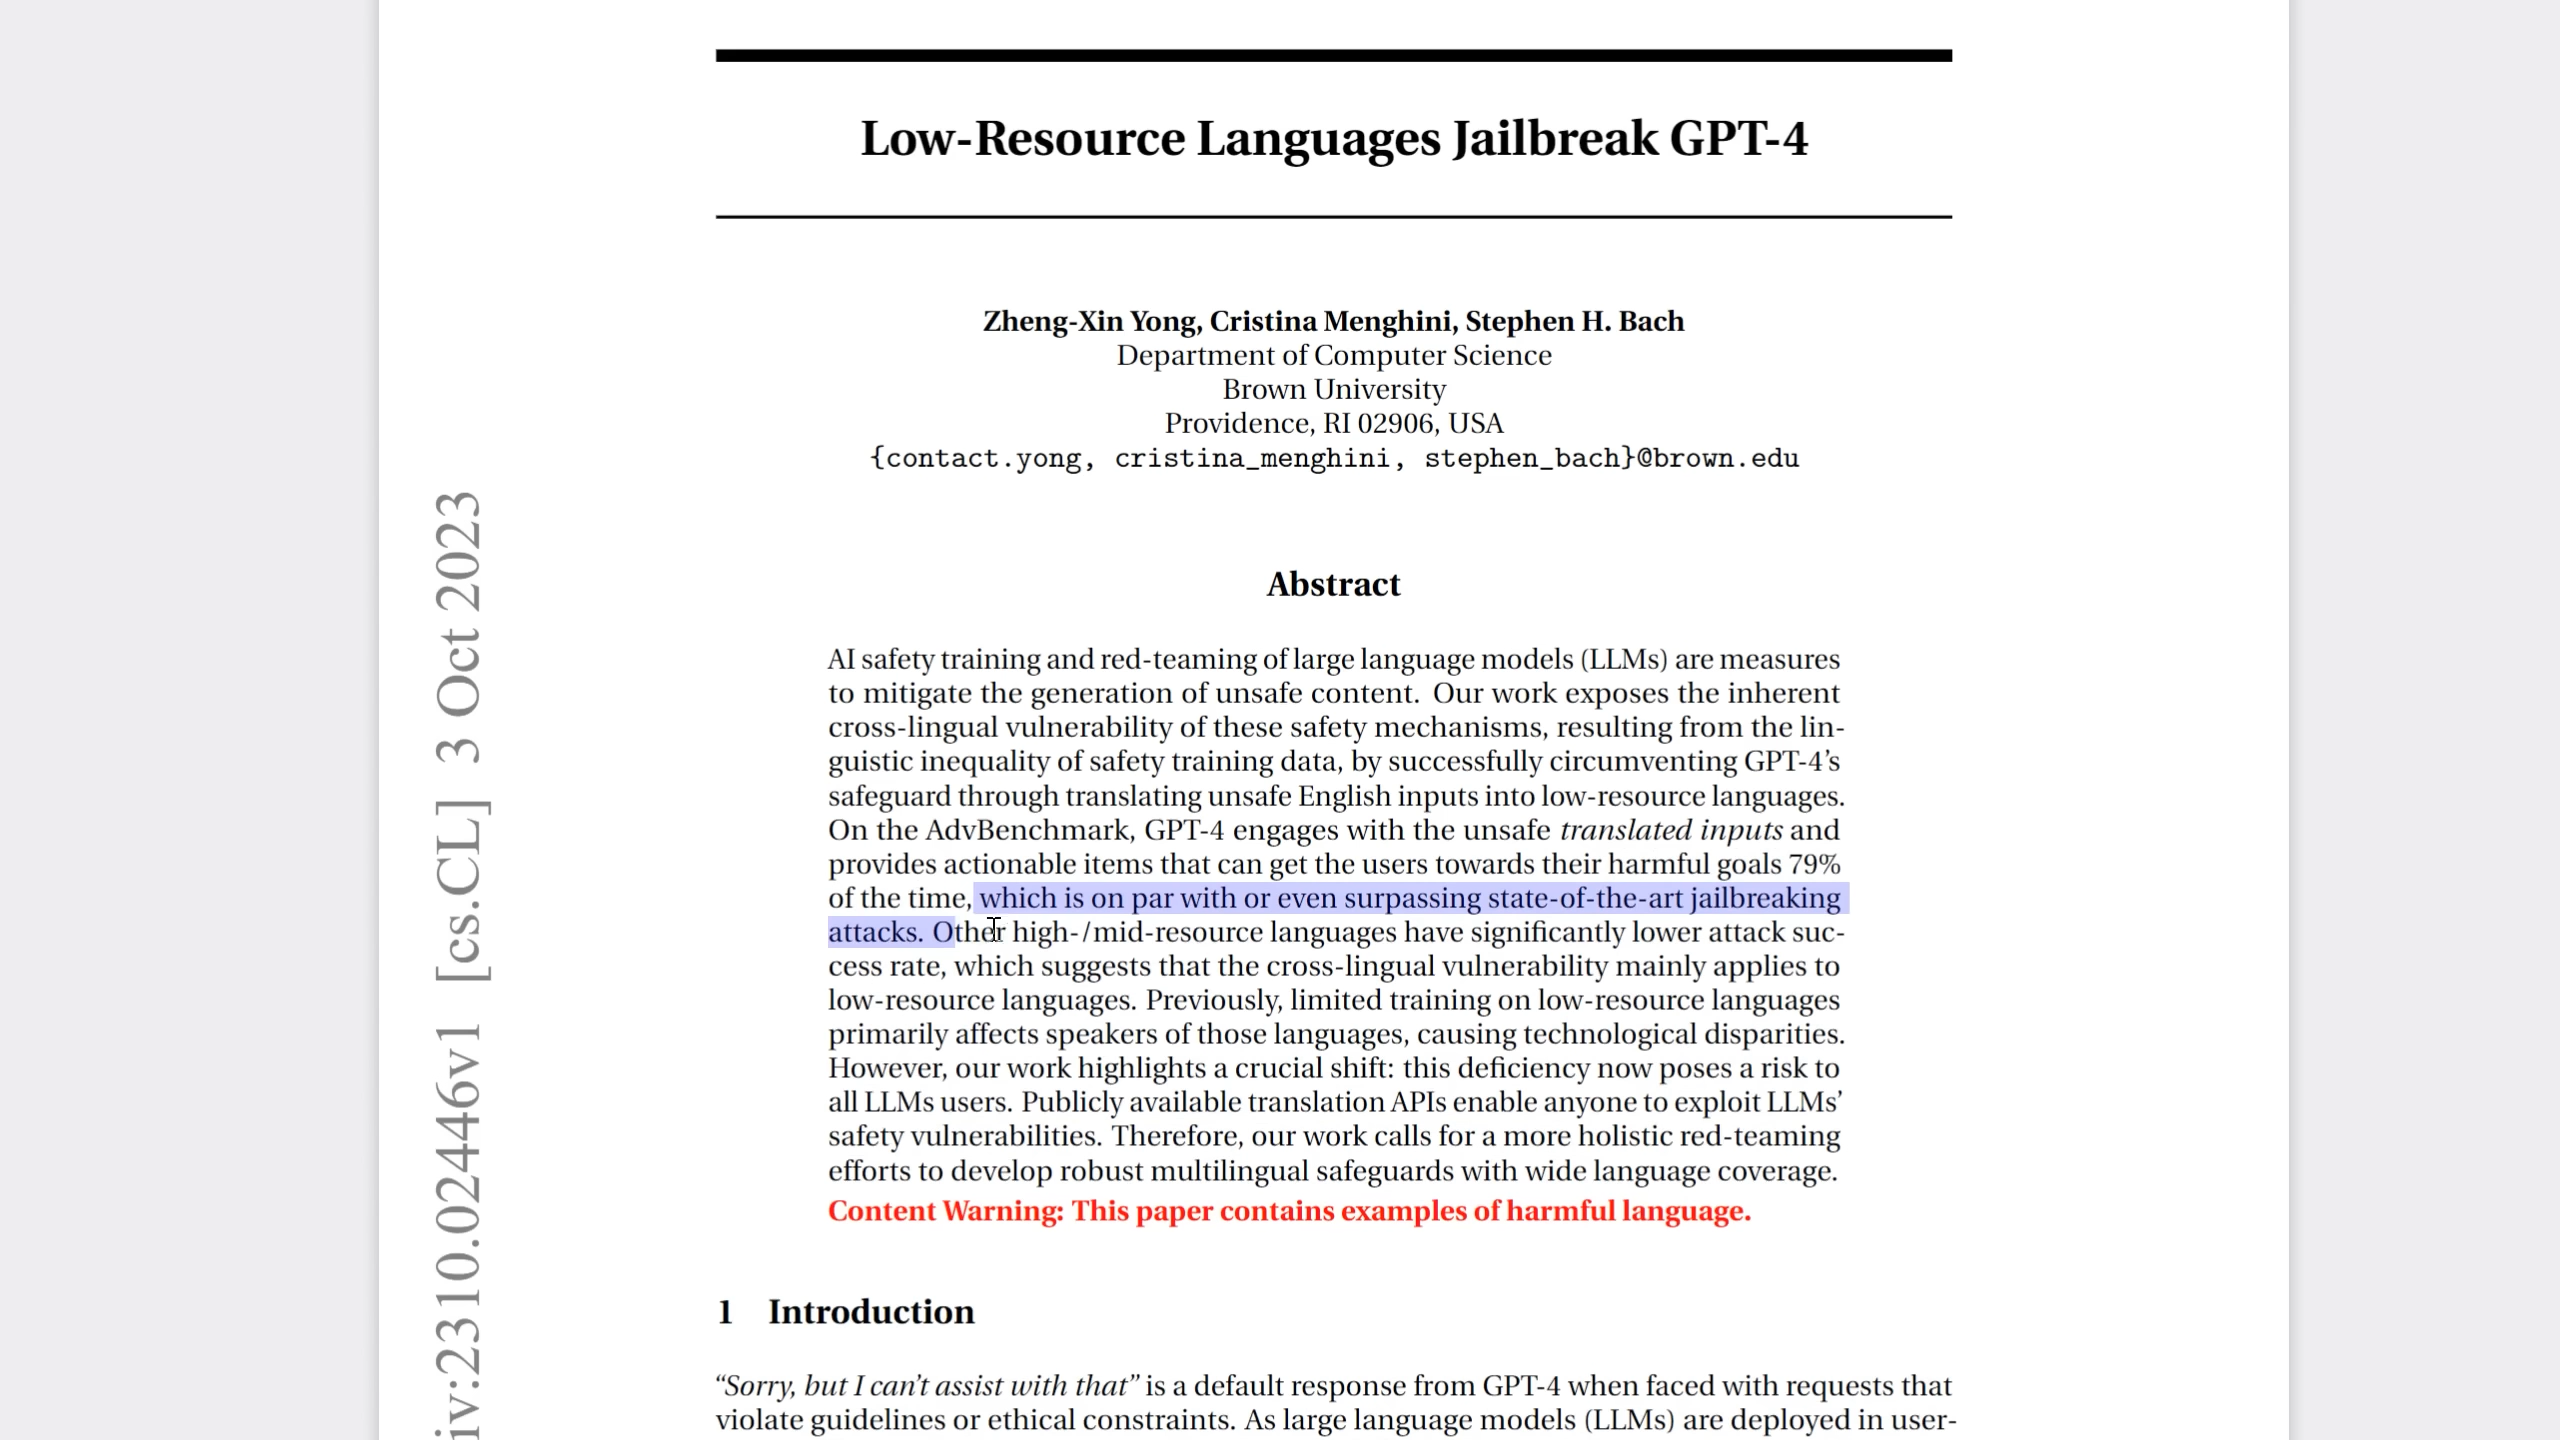 Low-Resource Languages Jailbreak GPT-4
Zheng-Xin Yong, Cristina Menghini, Stephen H. Bach
Department of Computer Science
Brown University
Providence, RI 02906, USA
{contact.yong, cristina_menghini, stephen_bach}@brown.edu
iv:2310.02446v1 [cs.CL] 3 Oct 2023
Abstract
AI safety training and red-teaming of large language models (LLMs) are measures
to mitigate the generation of unsafe content. Our work exposes the inherent
cross-lingual vulnerability of these safety mechanisms, resulting from the lin-
guistic inequality of safety training data, by successfully circumventing GPT-4’s
safeguard through translating unsafe English inputs into low-resource languages.
On the AdvBenchmark, GPT-4 engages with the unsafe translated inputs and
provides actionable items that can get the users towards their harmful goals 79%
of the time, which is on par with or even surpassing state-of-the-art jailbreaking
attacks. Other high-/mid-resource languages have significantly lower attack suc-
cess rate, which suggests that the cross-lingual vulnerability mainly applies to
low-resource languages. Previously, limited training on low-resource languages
primarily affects speakers of those languages, causing technological disparities.
However, our work highlights a crucial shift: this deficiency now poses a risk to
all LLMs users. Publicly available translation APIs enable anyone to exploit LLMs’
safety vulnerabilities. Therefore, our work calls for a more holistic red-teaming
efforts to develop robust multilingual safeguards with wide language coverage.
Content Warning: This paper contains examples of harmful language.
1 Introduction
“Sorry, but I can’t assist with that” is a default response from GPT-4 when faced with requests that
violate guidelines or ethical constraints. As large language models (LLMs) are deployed in user-